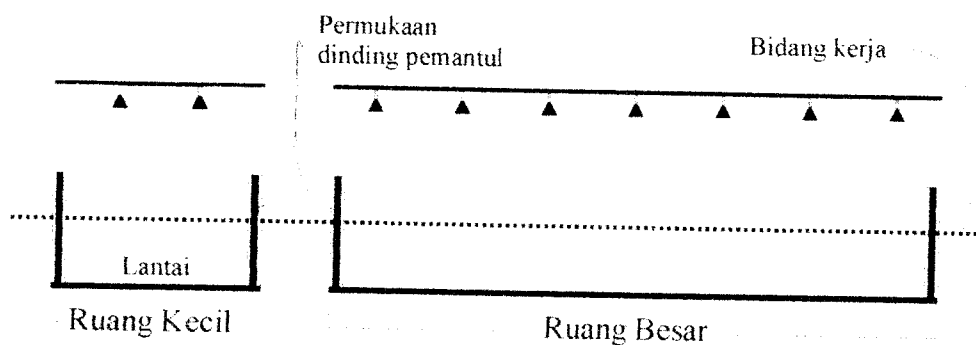 Permukaan
dinding pemantul
Bidang kerja
Lantai
Ruang Kecil
Ruang Besar